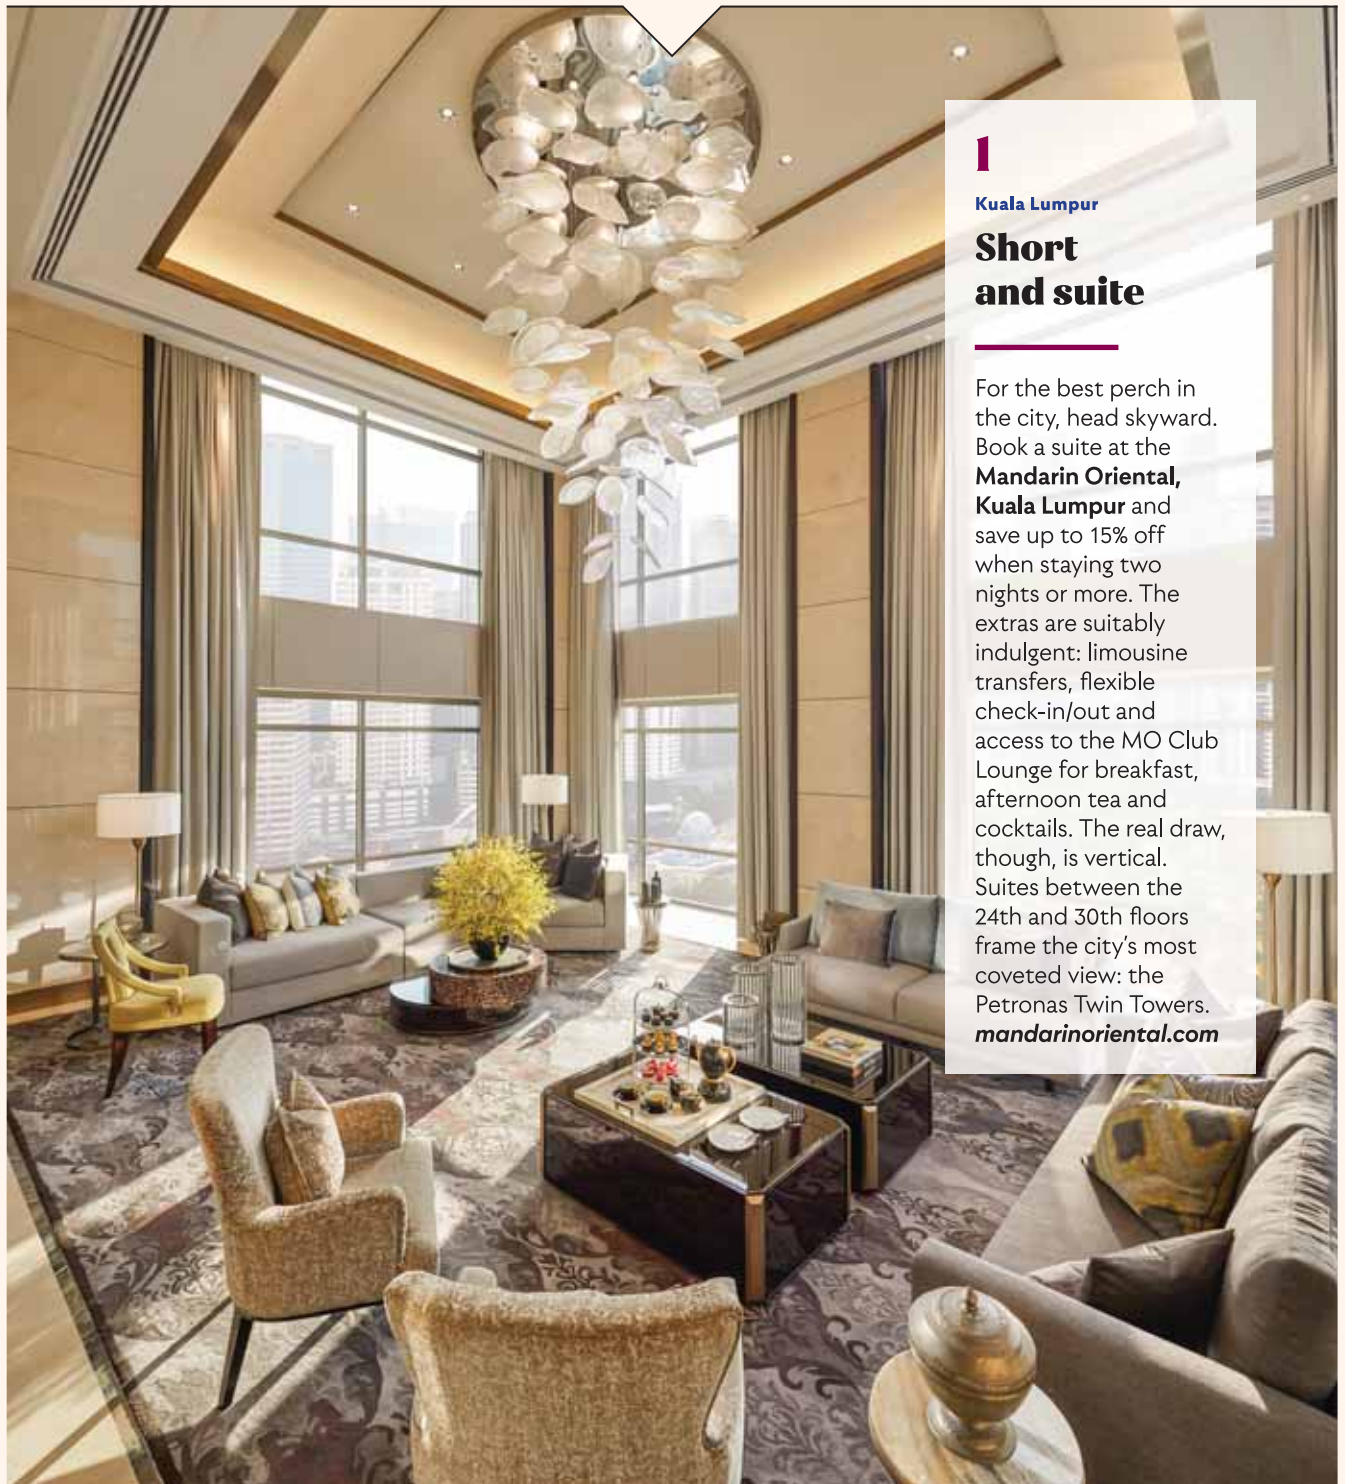 1
Kuala Lumpur
Short
and suite
For the best perch in
the city, head skyward.
Book a suite at the
Mandarin Oriental,
Kuala Lumpur and
save up to 15% off
when staying two
nights or more. The
extras are suitably
indulgent: limousine
transfers, flexible
check-in/out and
access to the MO Club
Lounge for breakfast,
afternoon tea and
cocktails. The real draw,
though, is vertical.
Suites between the
24th and 30th floors
frame the city’s most
coveted view: the
Petronas Twin Towers.
mandarinoriental.com